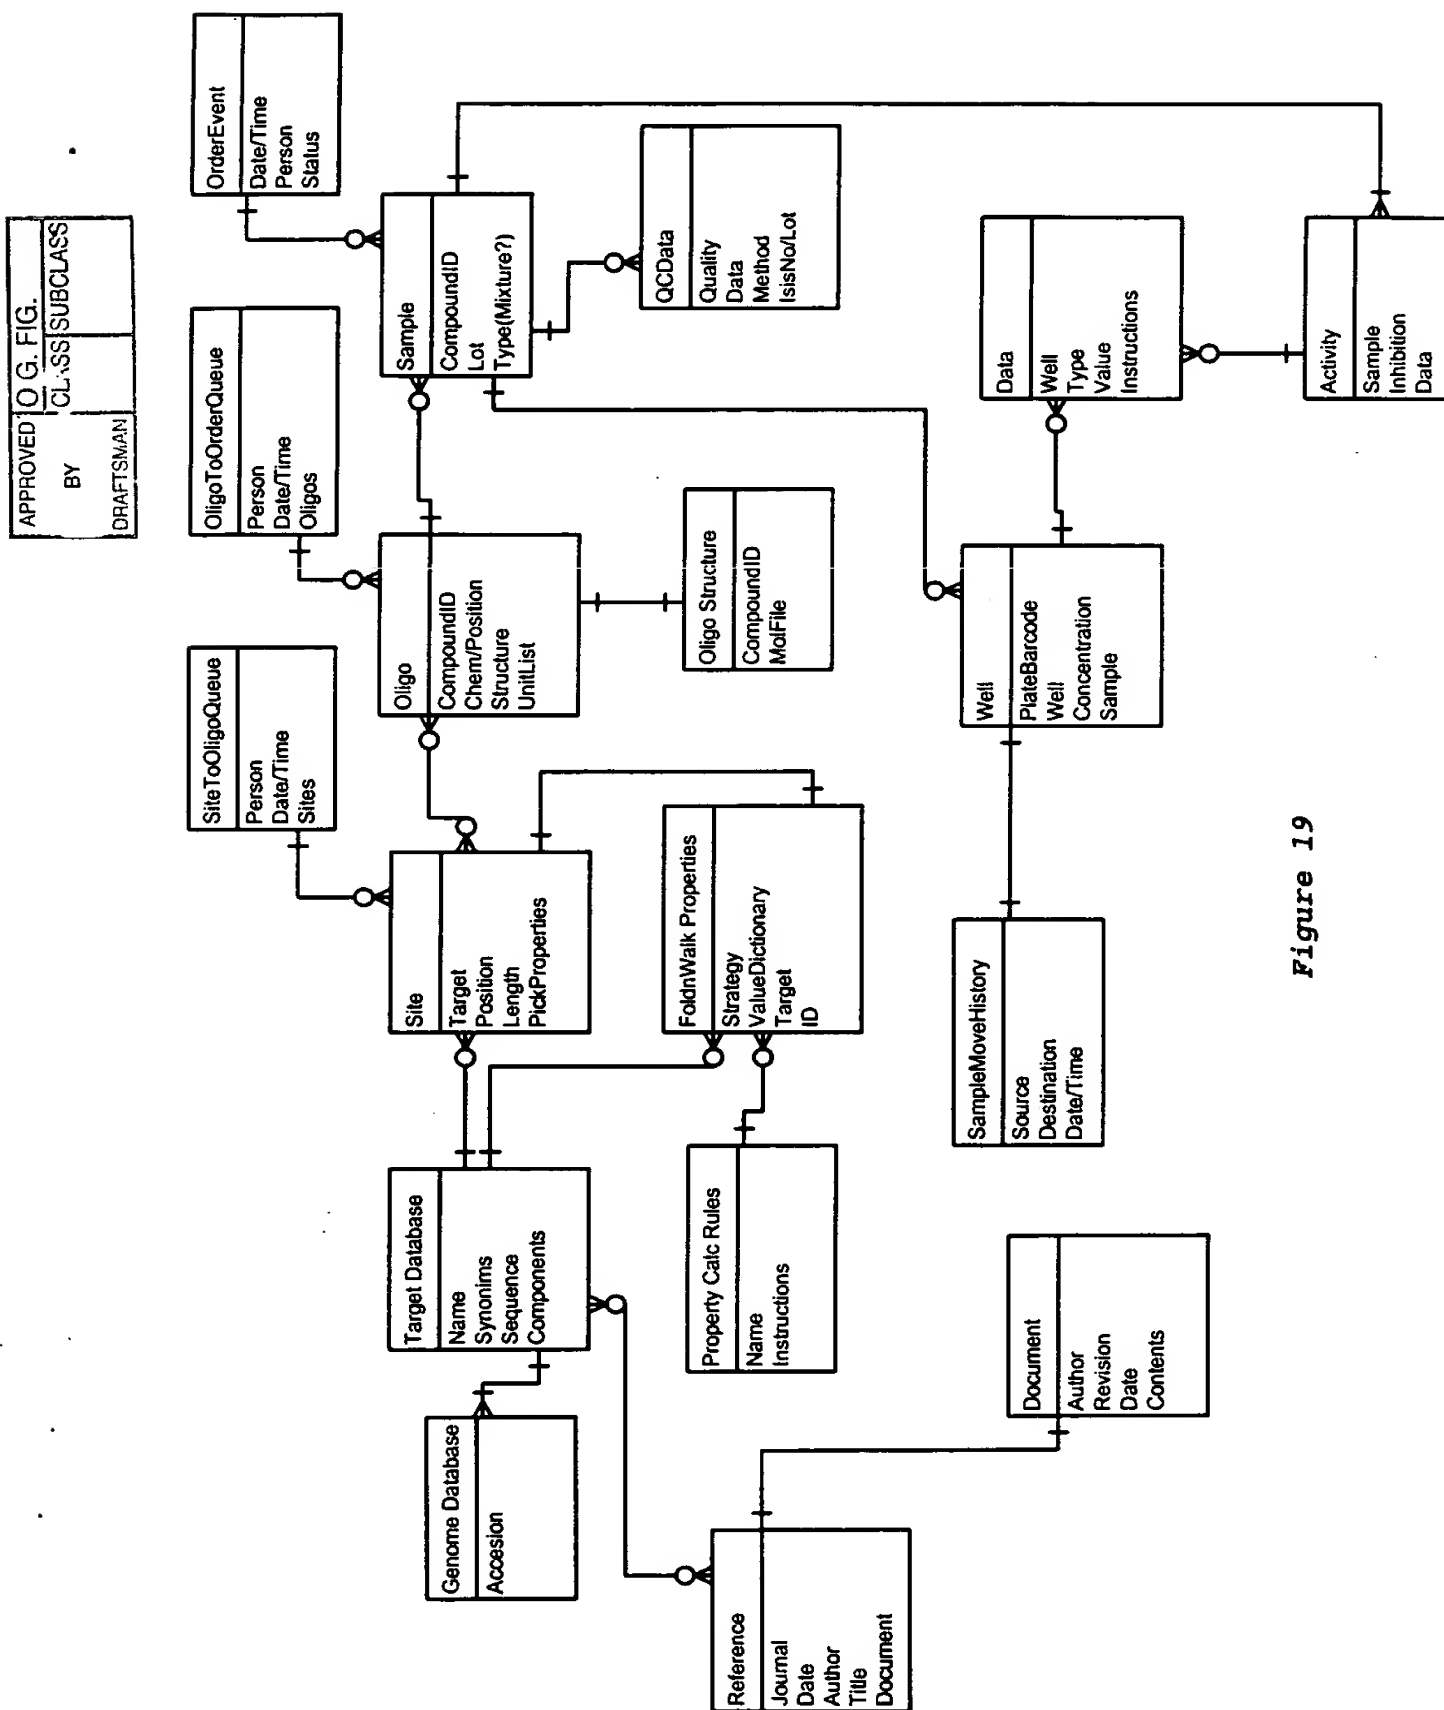 APPROVED O G. FIG.
BY CLASS SUBCLASS
DRAFTSMAN
Genome Database
Accesion
Target Database
Name
Synonims
Sequence
Components
Site
Target
Position
Length
PickProperties
SiteToOligoQueue
Person
Date/Time
Sites
Oligo
CompoundID
Chem/Position
Structure
UnitList
OligoToOrderQueue
Person
Date/Time
Oligos
Sample
CompoundID
Lot
Type(Mixture?)
OrderEvent
Date/Time
Person
Status
Reference
Journal
Date
Author
Title
Document
Property Calc Rules
Name
Instructions
FoldnWalk Properties
Strategy
ValueDictionary
Target
ID
Oligo Structure
CompoundID
MolFile
QCData
Quality
Data
Method
IsisNo/Lot
Document
Author
Revision
Date
Contents
SampleMoveHistory
Source
Destination
Date/Time
Well
PlateBarcode
Well
Concentration
Sample
Data
Well
Type
Value
Instructions
Activity
Sample
Inhibition
Data
Figure 19